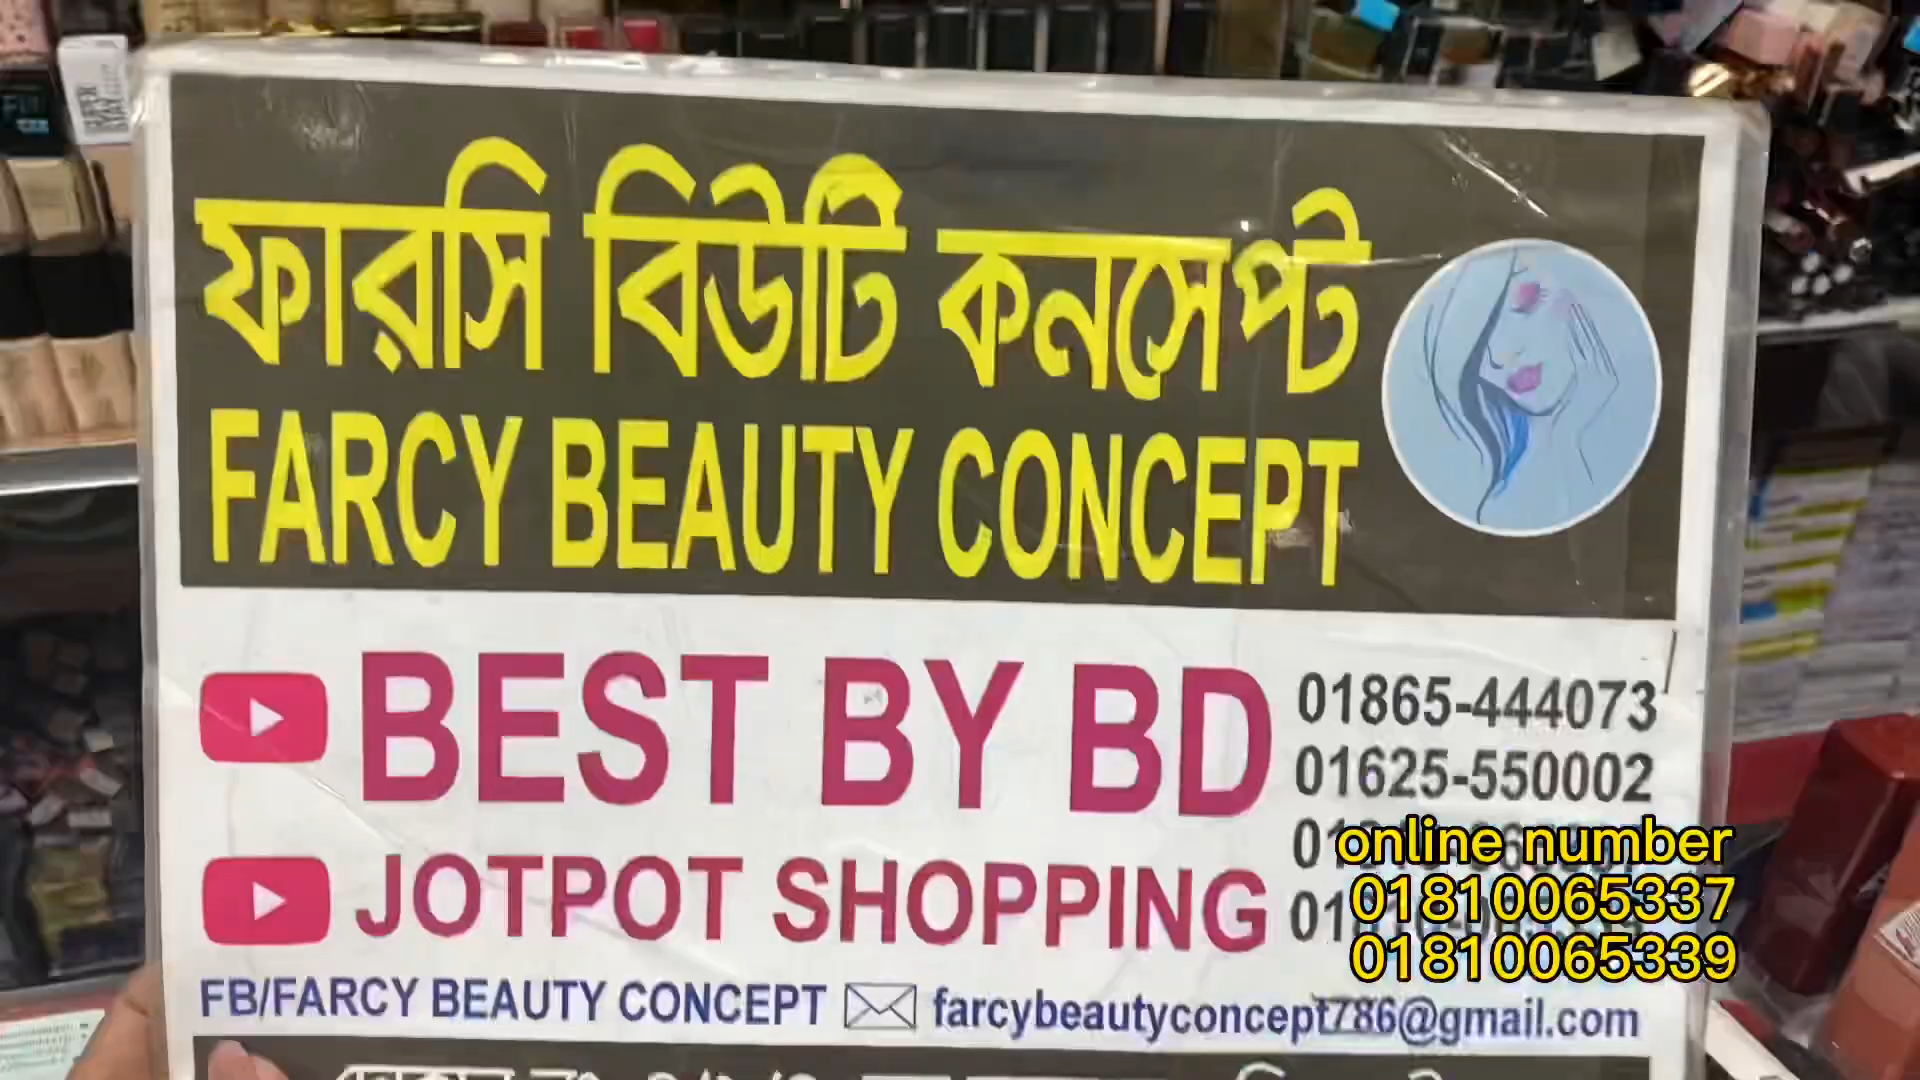 ফারসি বিউটি কনসেপ্ট
FARCY BEAUTY CONCEPT
BEST BY BD
01865-444073
01625-550002
online number
01810065337
JOTPOT SHOPPING
01810065339
FB/FARCY BEAUTY CONCEPT farcybeautyconcept786@gmail.com